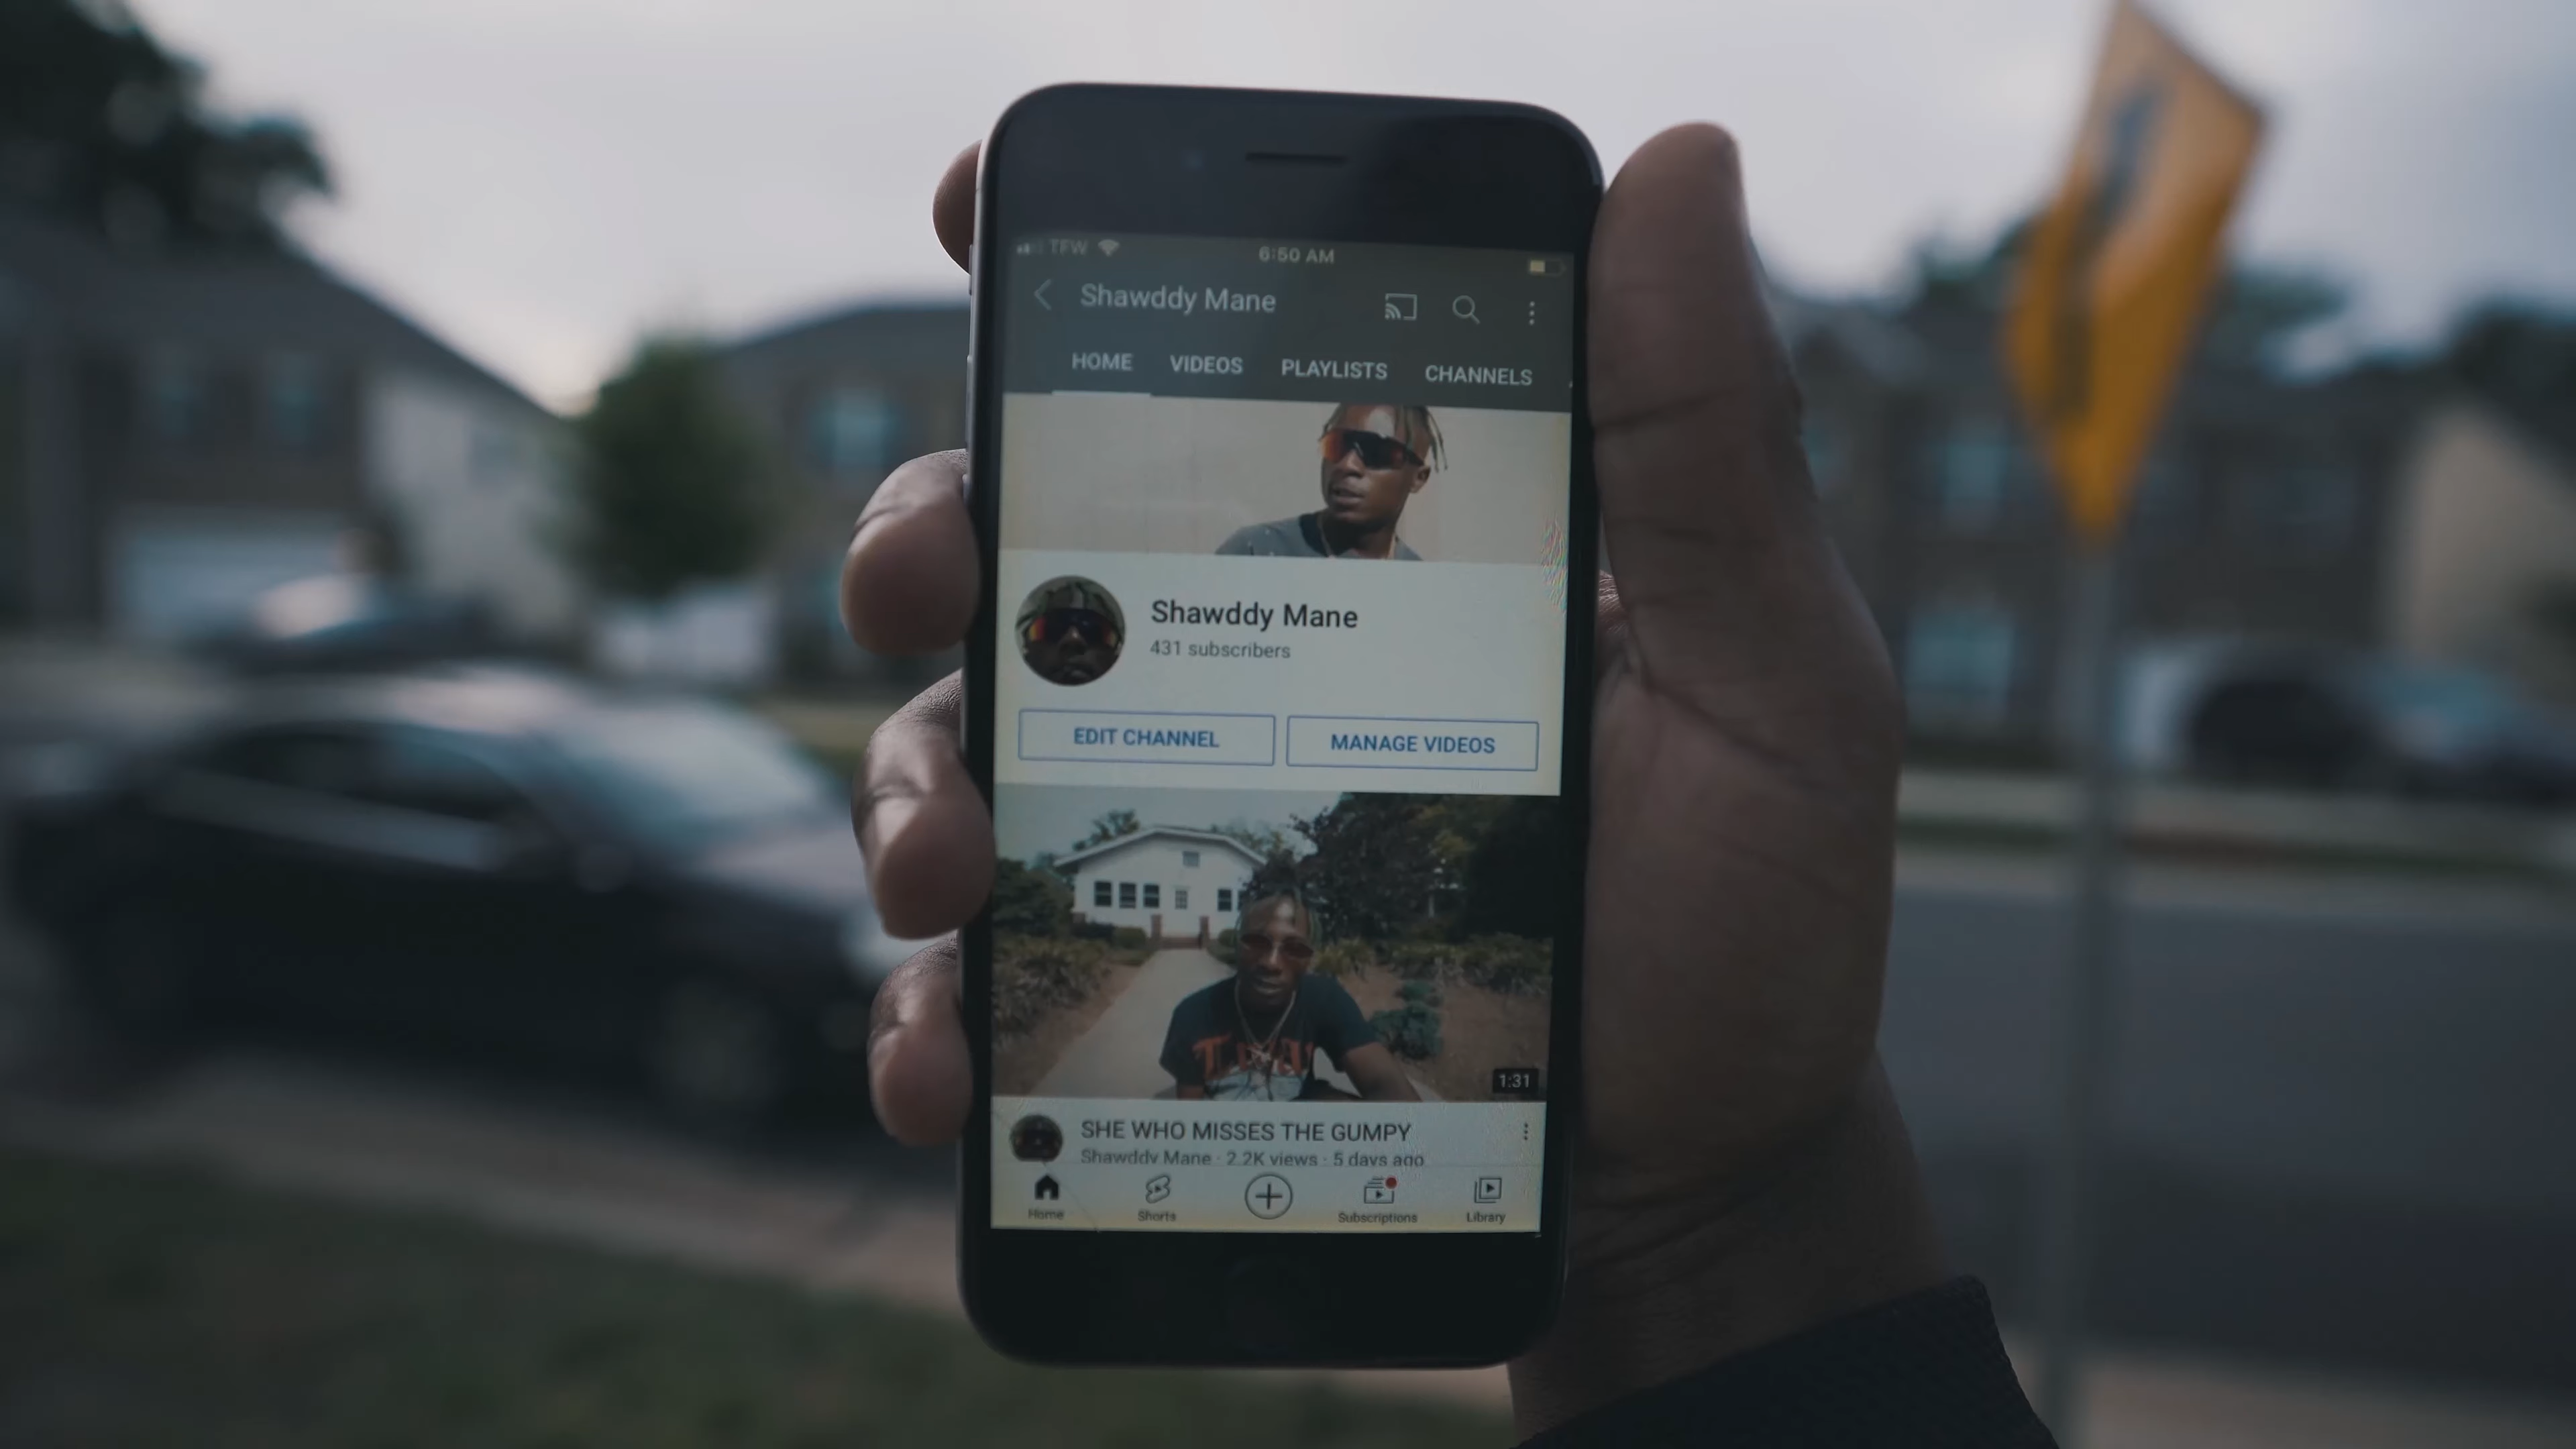 TFW 6:50 AM
Shawddy Mane
HOME VIDEOS PLAYLISTS CHANNELS
Shawddy Mane
431 subscribers
EDIT CHANNEL MANAGE VIDEOS
1:31
SHE WHO MISSES THE GUMPY
Shawddy Mane · 2.2K views · 5 days ago
Home Shorts Subscriptions Library